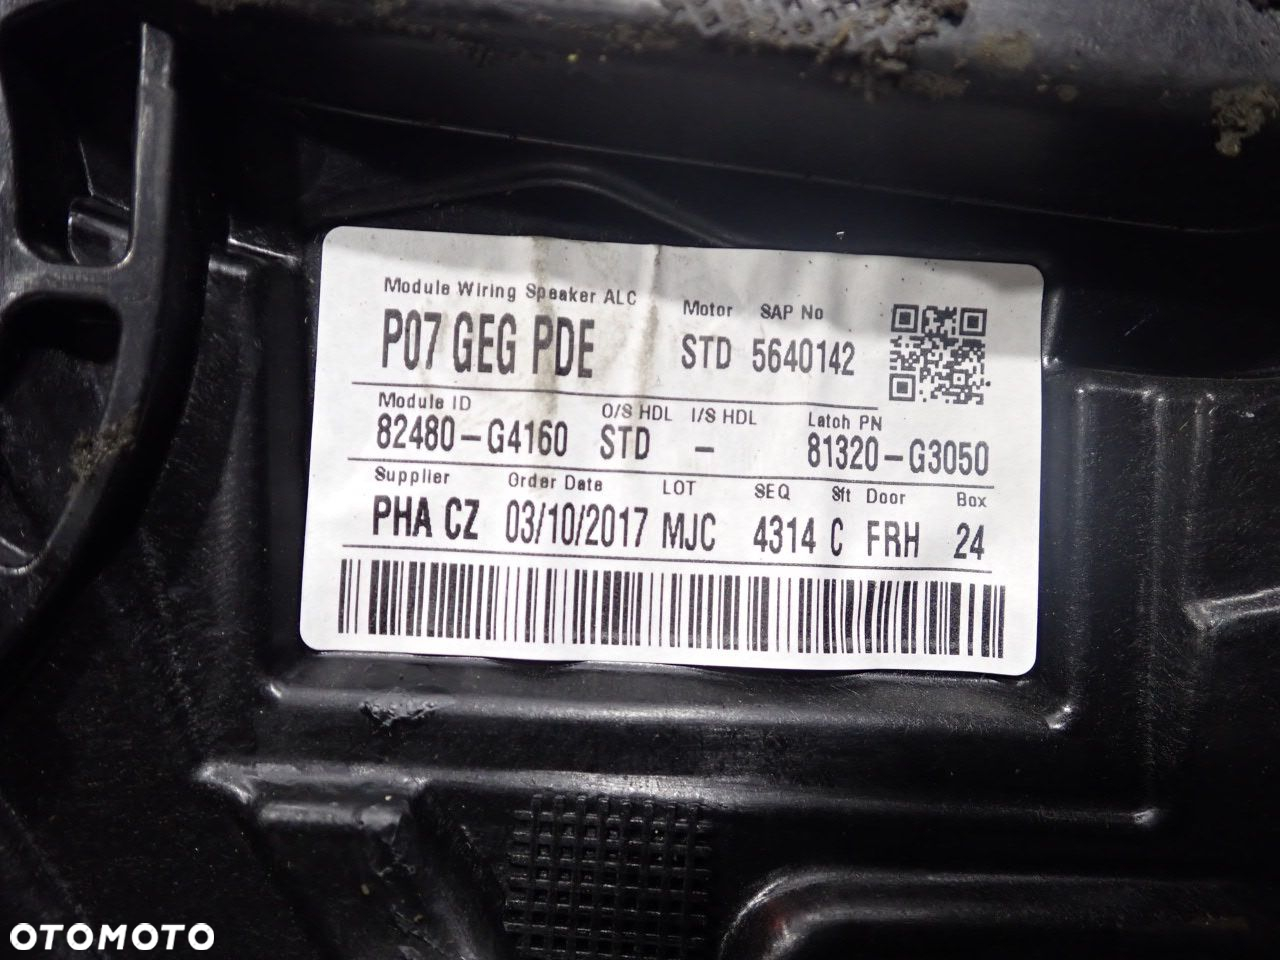 Module Wiring Speaker ALC Motor SAP No
P07 GEG PDE STD 5640142
Module ID O/S HDL I/S HDL Latch PN
82480-G4160 STD - 81320-G3050
Supplier Order Date LOT SEQ Sft Door Box
PHA CZ 03/10/2017 MJC 4314 C FRH 24
OTOMOTO